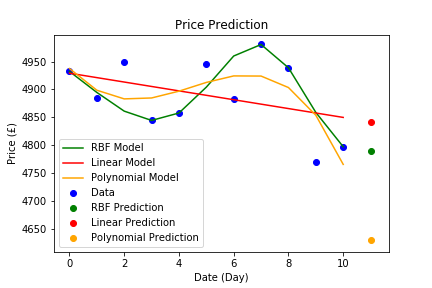 Price Prediction
Price (£)
4950
4900
4850
4800
4750
4700
4650
RBF Model
Linear Model
Polynomial Model
Data
RBF Prediction
Linear Prediction
Polynomial Prediction
0 2 4 6 8 10
Date (Day)